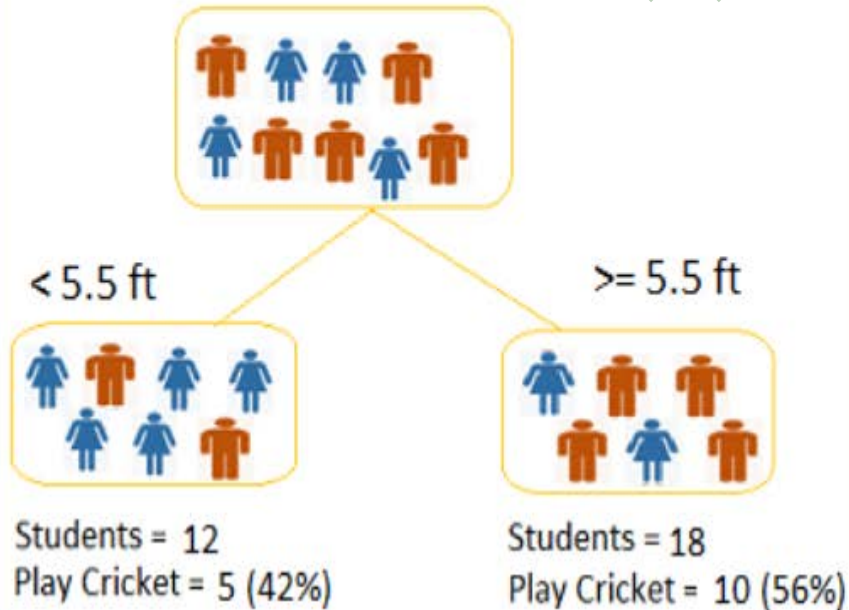 < 5.5 ft
>= 5.5 ft
Students = 12
Play Cricket = 5 (42%)
Students = 18
Play Cricket = 10 (56%)